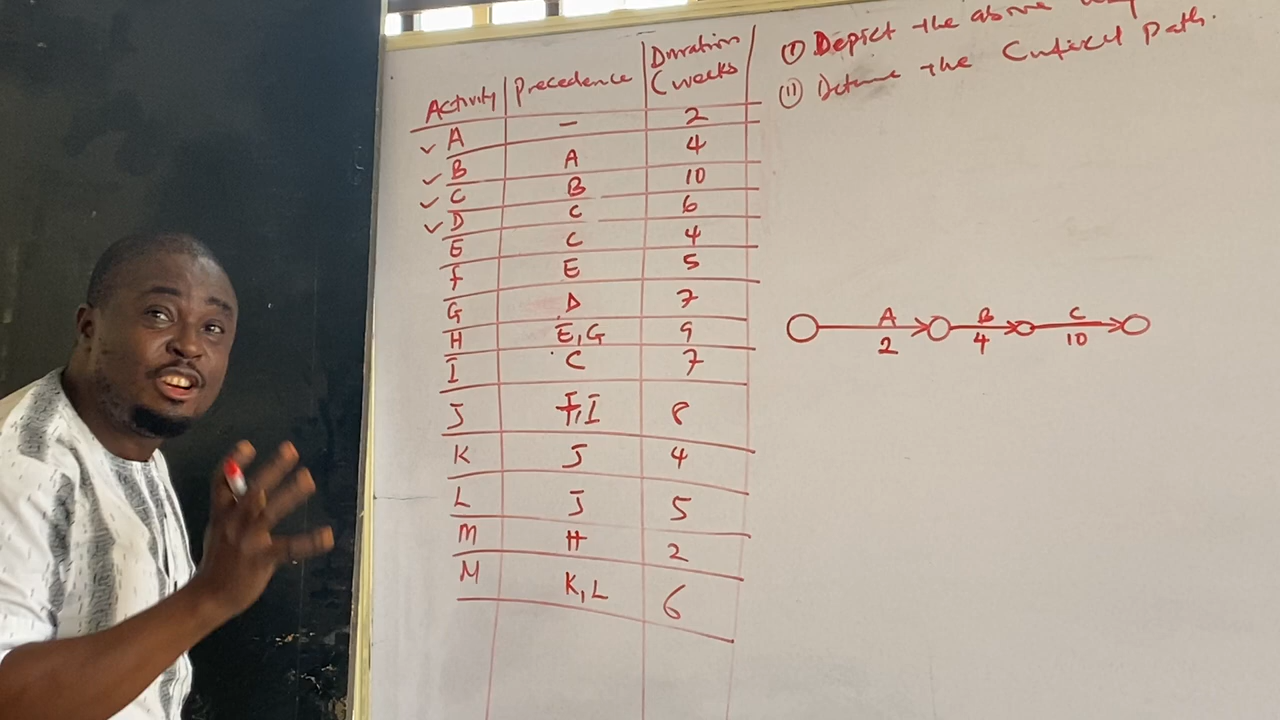 Activity Precedence Duration (weeks
A — 2
B A 4
C B 10
D C 6
E C 4
F E 5
G D 7
H E, G 9
I C 7
J F, I 8
K J 4
L J 5
M H 2
M K, L 6
(I) Depict the above
(II) the Path.
A B C
2 4 10